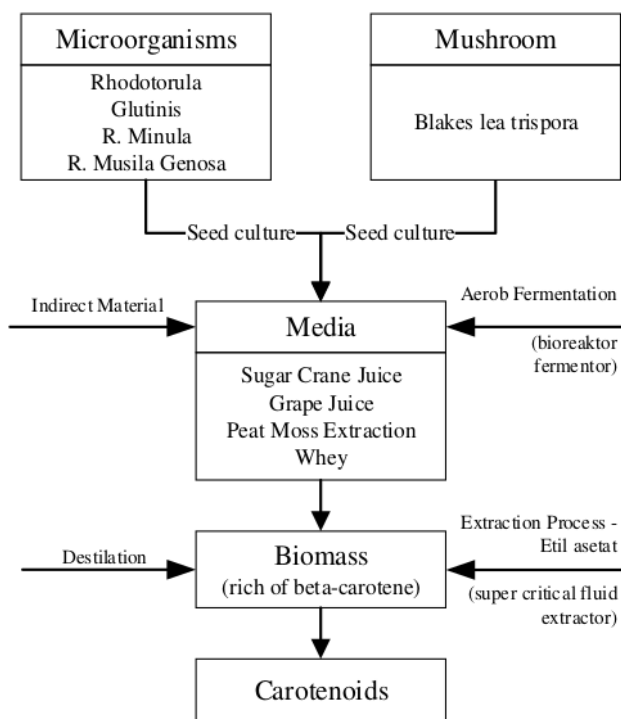 Microorganisms
Rhodotorula
Glutinis
R. Minula
R. Musila Genosa
Mushroom
Blakes lea trispora
Seed culture
Seed culture
Indirect Material
Media
Sugar Crane Juice
Grape Juice
Peat Moss Extraction
Whey
Aerob Fermentation
(bioreaktor
fermentor)
Destilation
Biomass
(rich of beta-carotene)
Extraction Process -
Etil asetat
(super critical fluid
extractor)
Carotenoids